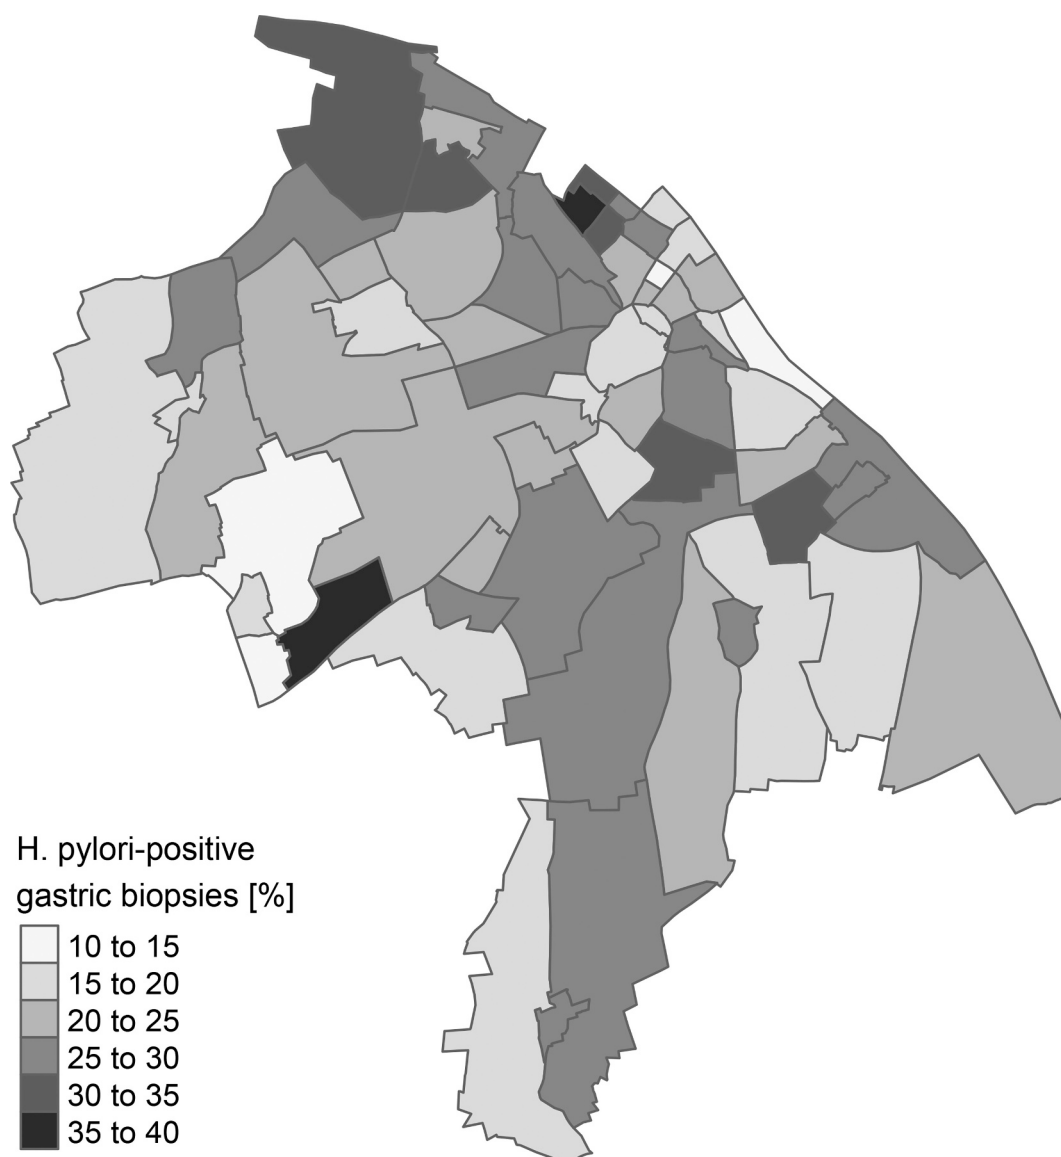 H. pylori-positive
gastric biopsies [%]
10 to 15
15 to 20
20 to 25
25 to 30
30 to 35
35 to 40